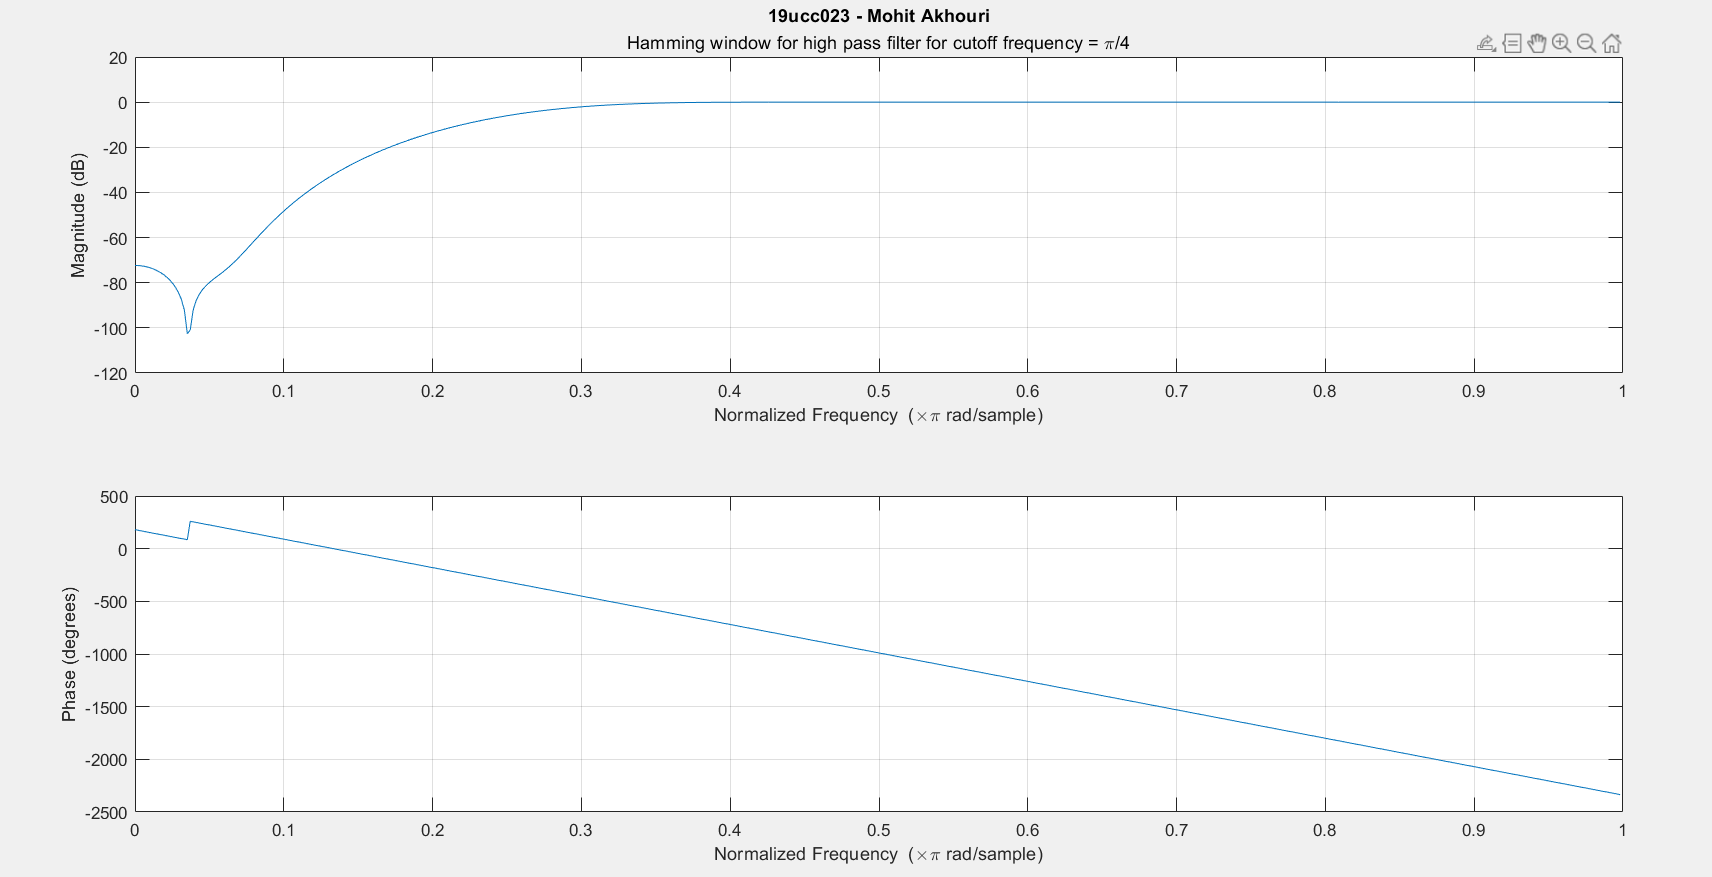 19ucc023 - Mohit Akhouri
Hamming window for high pass filter for cutoff frequency = π/4
20
0
-20
-40
-60
-80
-100
-120
Magnitude (dB)
0 0.1 0.2 0.3 0.4 0.5 0.6 0.7 0.8 0.9 1
Normalized Frequency (×π rad/sample)
500
0
-500
-1000
-1500
-2000
-2500
Phase (degrees)
0 0.1 0.2 0.3 0.4 0.5 0.6 0.7 0.8 0.9 1
Normalized Frequency (×π rad/sample)